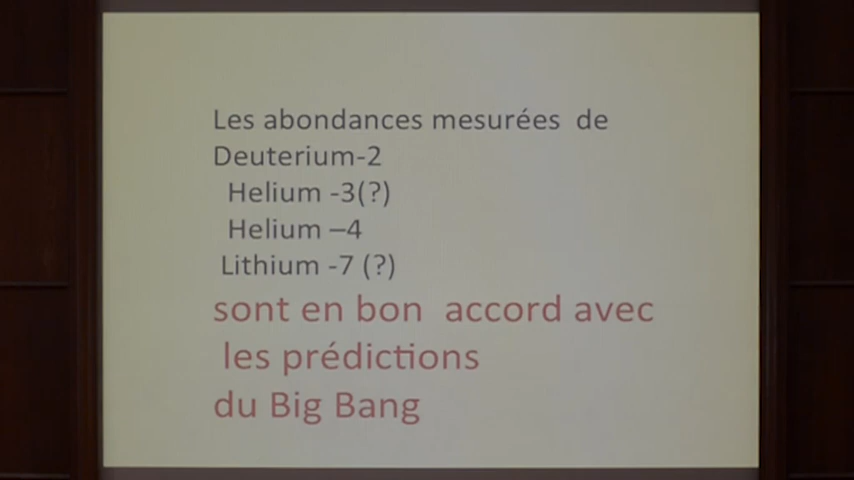 Les abondances mesurées de
Deuterium-2
Helium -3(?)
Helium –4
Lithium -7 (?)
sont en bon accord avec
les prédictions
du Big Bang